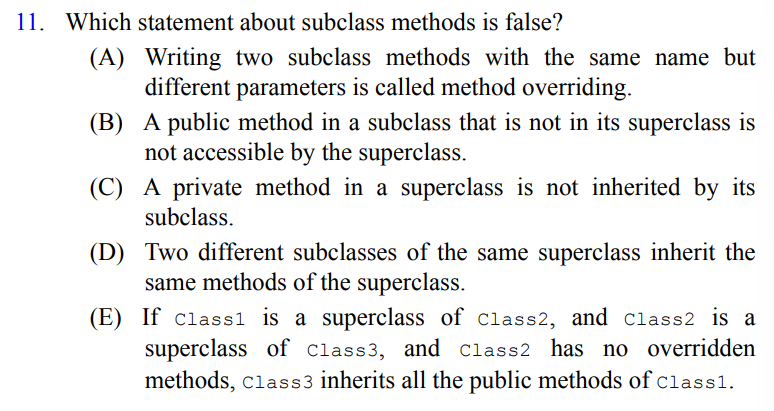 11. Which statement about subclass methods is false?
(A) Writing two subclass methods with the same name but
different parameters is called method overriding.
(B) A public method in a subclass that is not in its superclass is
not accessible by the superclass.
(C) A private method in a superclass is not inherited by its
subclass.
(D) Two different subclasses of the same superclass inherit the
same methods of the superclass.
(E) If Class1 is a superclass of Class2, and Class2 is a
superclass of Class3, and Class2 has no overridden
methods, Class3 inherits all the public methods of Class1.